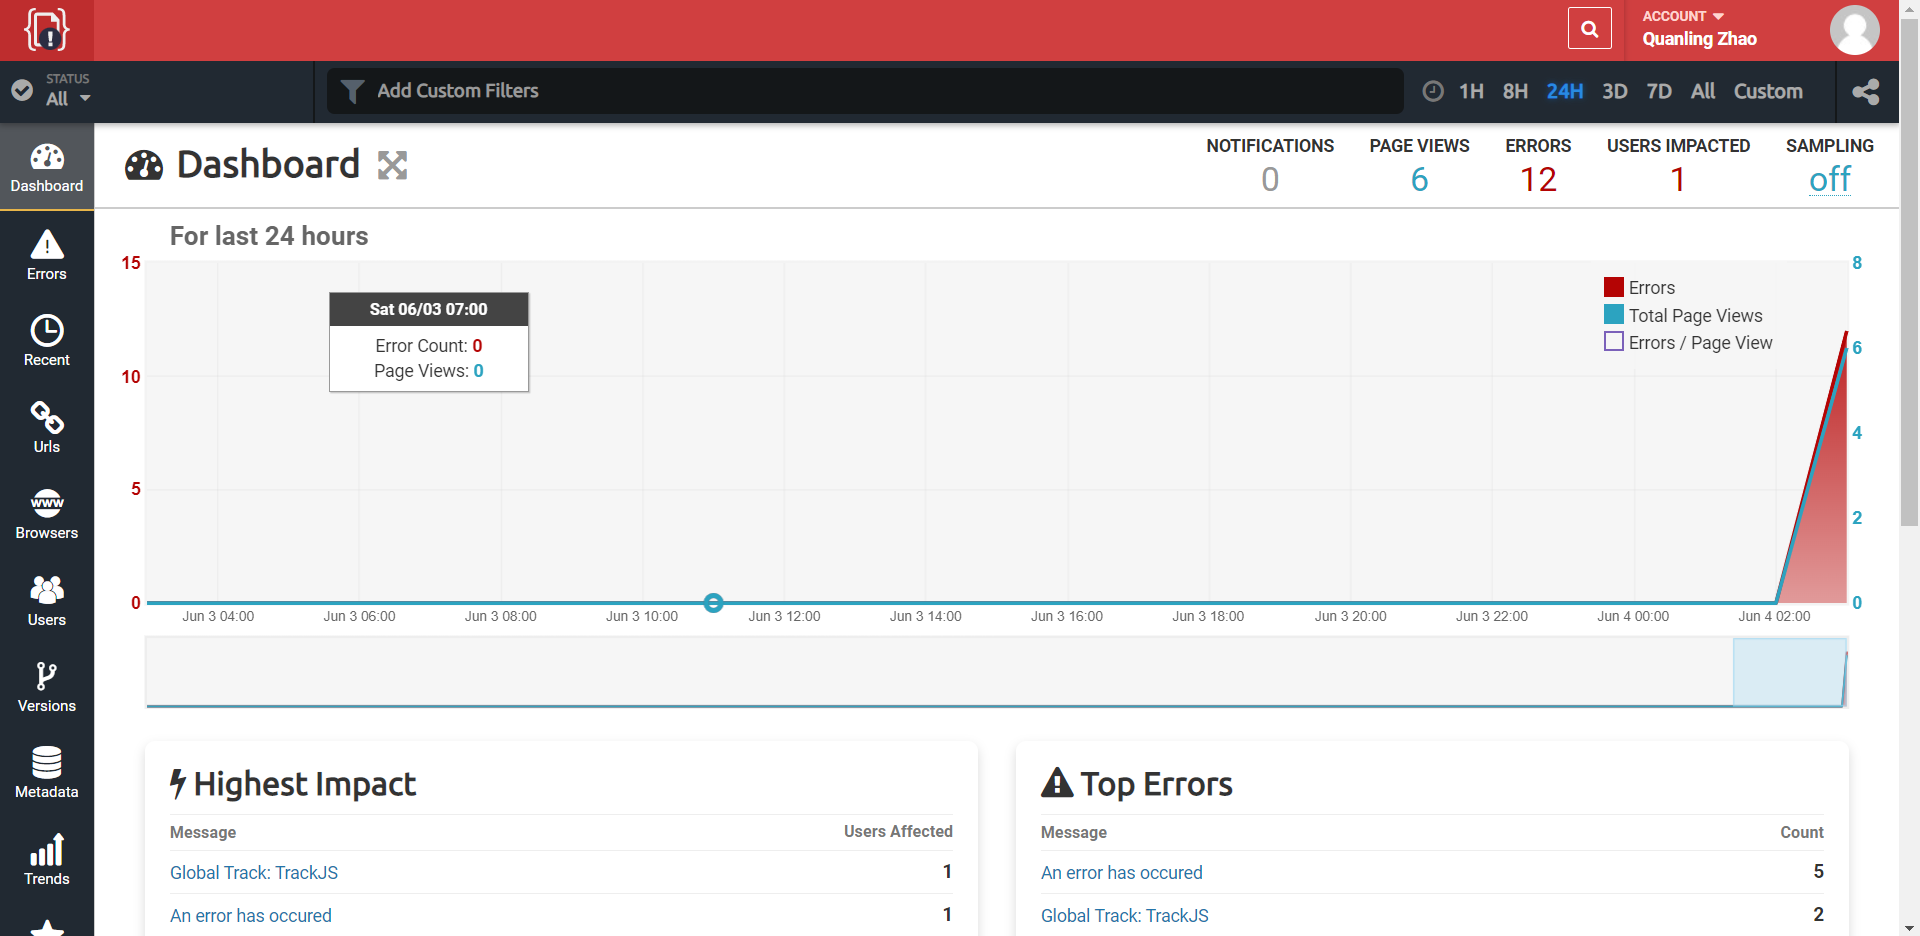 ACCOUNT
Quanling Zhao
STATUS
All
Add Custom Filters
1H 8H 24H 3D 7D All Custom
Dashboard
Errors
Recent
Urls
www
Browsers
Users
Versions
Metadata
Trends
Dashboard
NOTIFICATIONS
0
PAGE VIEWS
6
ERRORS
12
USERS IMPACTED
1
SAMPLING
off
For last 24 hours
15
10
5
0
8
6
4
2
0
Sat 06/03 07:00
Error Count: 0
Page Views: 0
Errors
Total Page Views
Errors / Page View
Jun 3 04:00 Jun 3 06:00 Jun 3 08:00 Jun 3 10:00 Jun 3 12:00 Jun 3 14:00 Jun 3 16:00 Jun 3 18:00 Jun 3 20:00 Jun 3 22:00 Jun 4 00:00 Jun 4 02:00
Highest Impact
Message Users Affected
Global Track: TrackJS 1
An error has occured 1
Top Errors
Message Count
An error has occured 5
Global Track: TrackJS 2